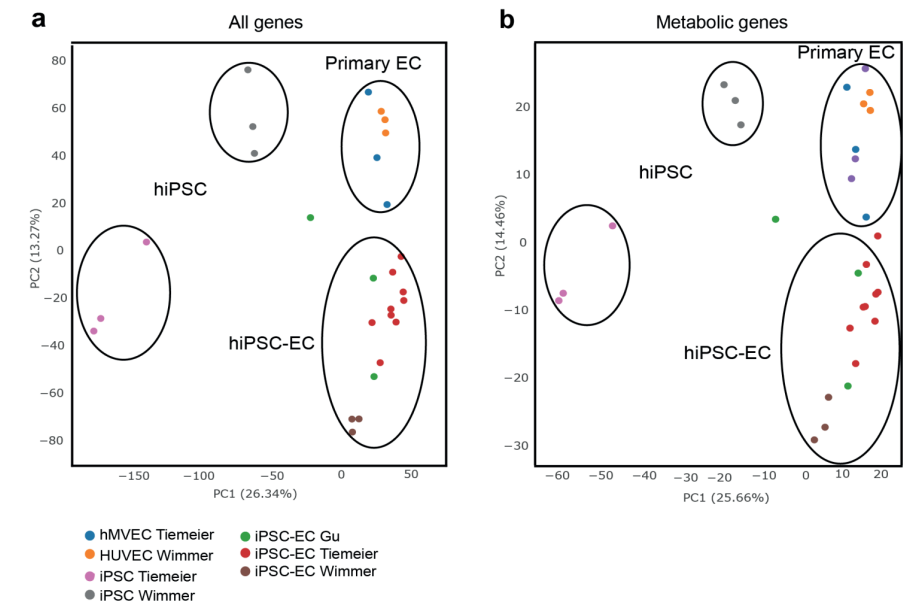 a
All genes
80
60
40
20
0
−20
−40
−60
−80
PC2 (13.27%)
Primary EC
hiPSC
hiPSC-EC
−150
−100
−50
0
50
PC1 (26.34%)
b
Metabolic genes
20
10
0
−10
−20
−30
PC2 (14.46%)
Primary EC
hiPSC
hiPSC-EC
−60
−50
−40
−30
−20
−10
0
10
20
PC1 (25.66%)
hMVEC Tiemeier
HUVEC Wimmer
iPSC Tiemeier
iPSC Wimmer
iPSC-EC Gu
iPSC-EC Tiemeier
iPSC-EC Wimmer